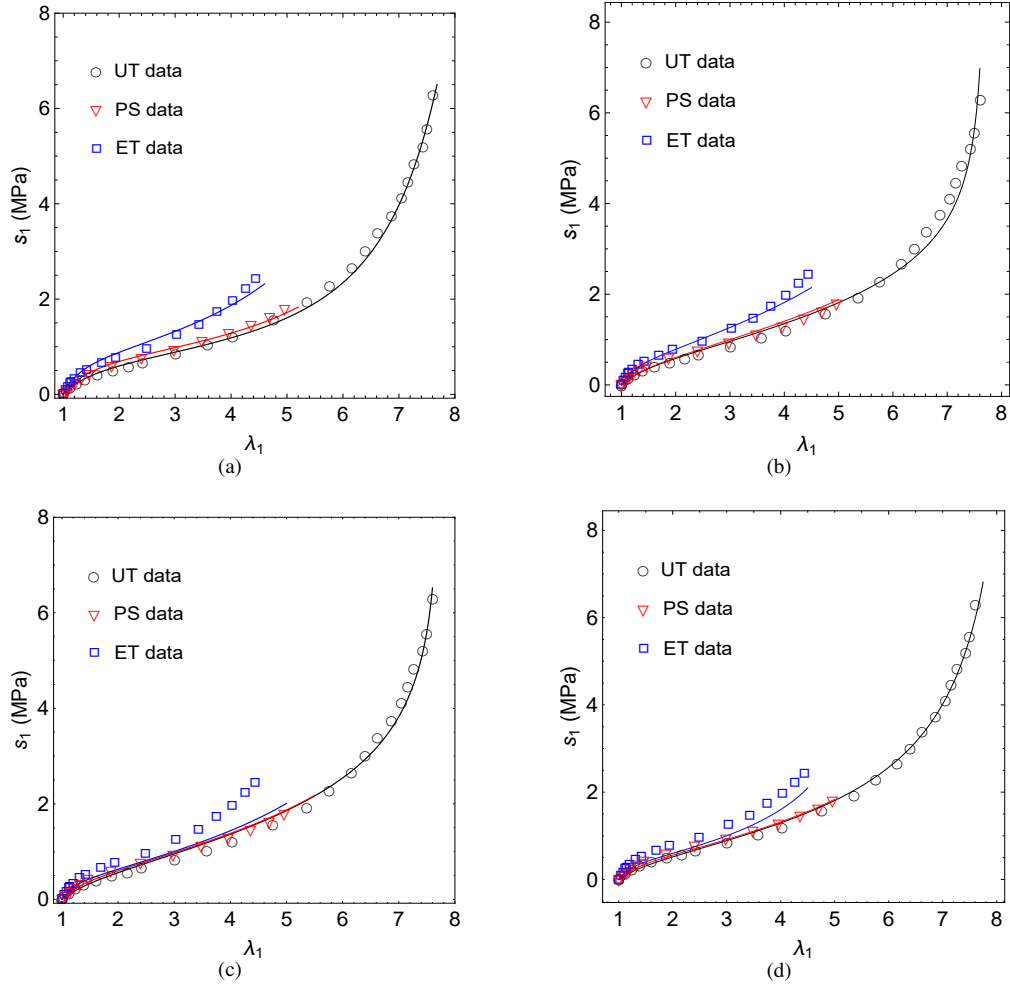 8
6
4
2
0
s₁ (MPa)
UT data
PS data
ET data
1 2 3 4 5 6 7 8
λ₁
(a)
8
6
4
2
0
s₁ (MPa)
UT data
PS data
ET data
1 2 3 4 5 6 7 8
λ₁
(b)
8
6
4
2
0
s₁ (MPa)
UT data
PS data
ET data
1 2 3 4 5 6 7 8
λ₁
(c)
8
6
4
2
0
s₁ (MPa)
UT data
PS data
ET data
1 2 3 4 5 6 7 8
λ₁
(d)